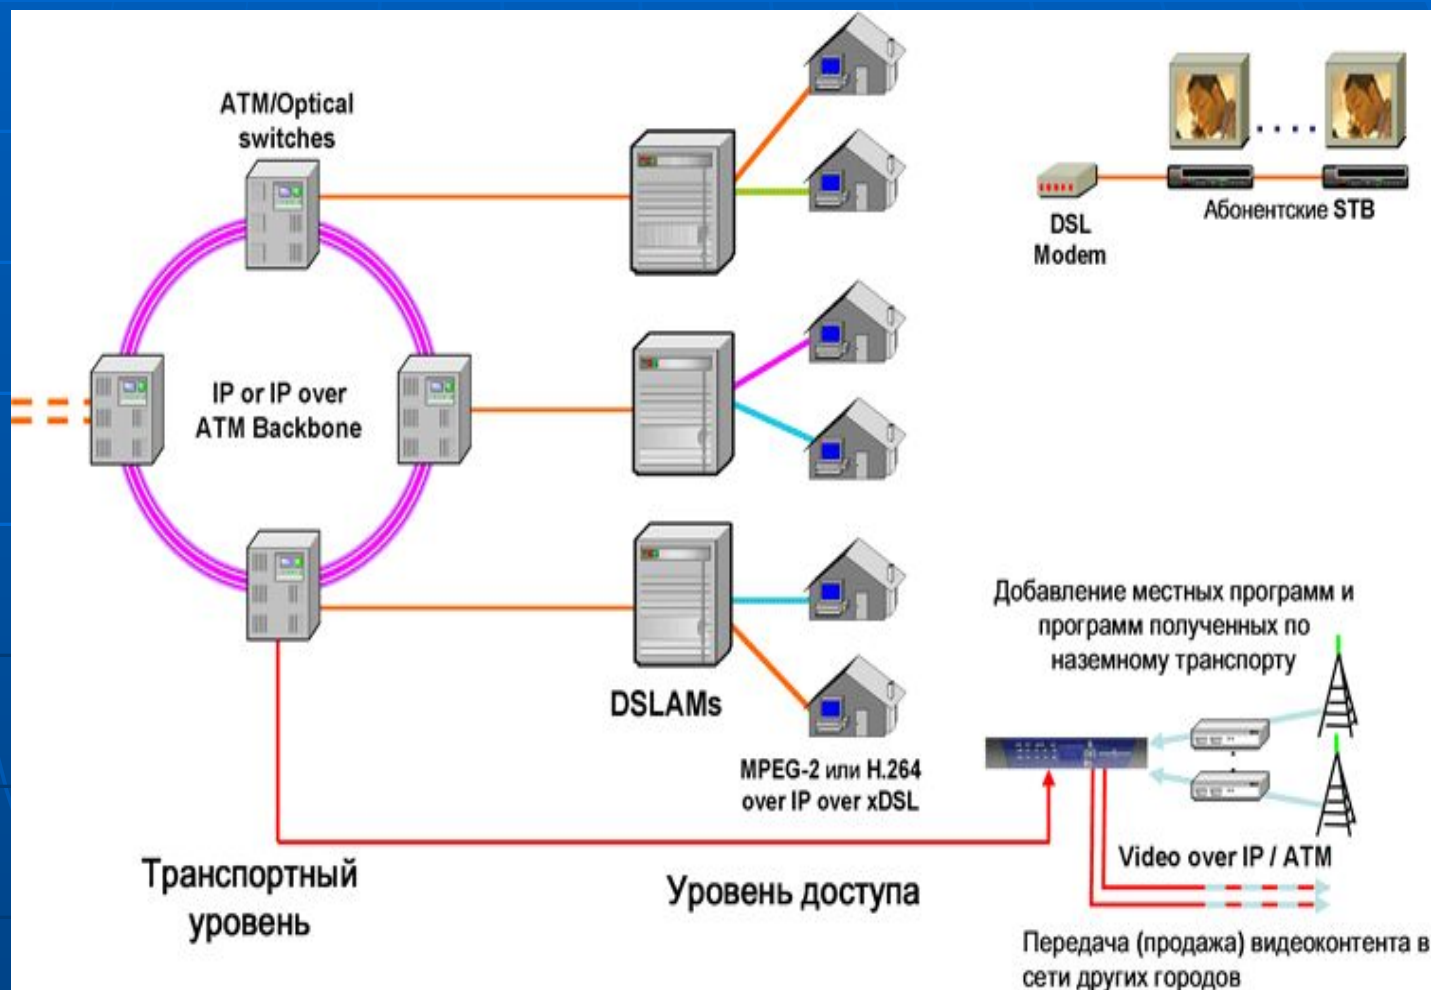 ATM/Optical
switches
IP or IP over
ATM Backbone
DSL
Modem
Абонентские STB
DSLAMs
MPEG-2 или H.264
over IP over xDSL
Добавление местных программ и
программ полученных по
наземному транспорту
Video over IP / ATM
Транспортный
уровень
Уровень доступа
Передача (продажа) видеоконтента в
сети других городов